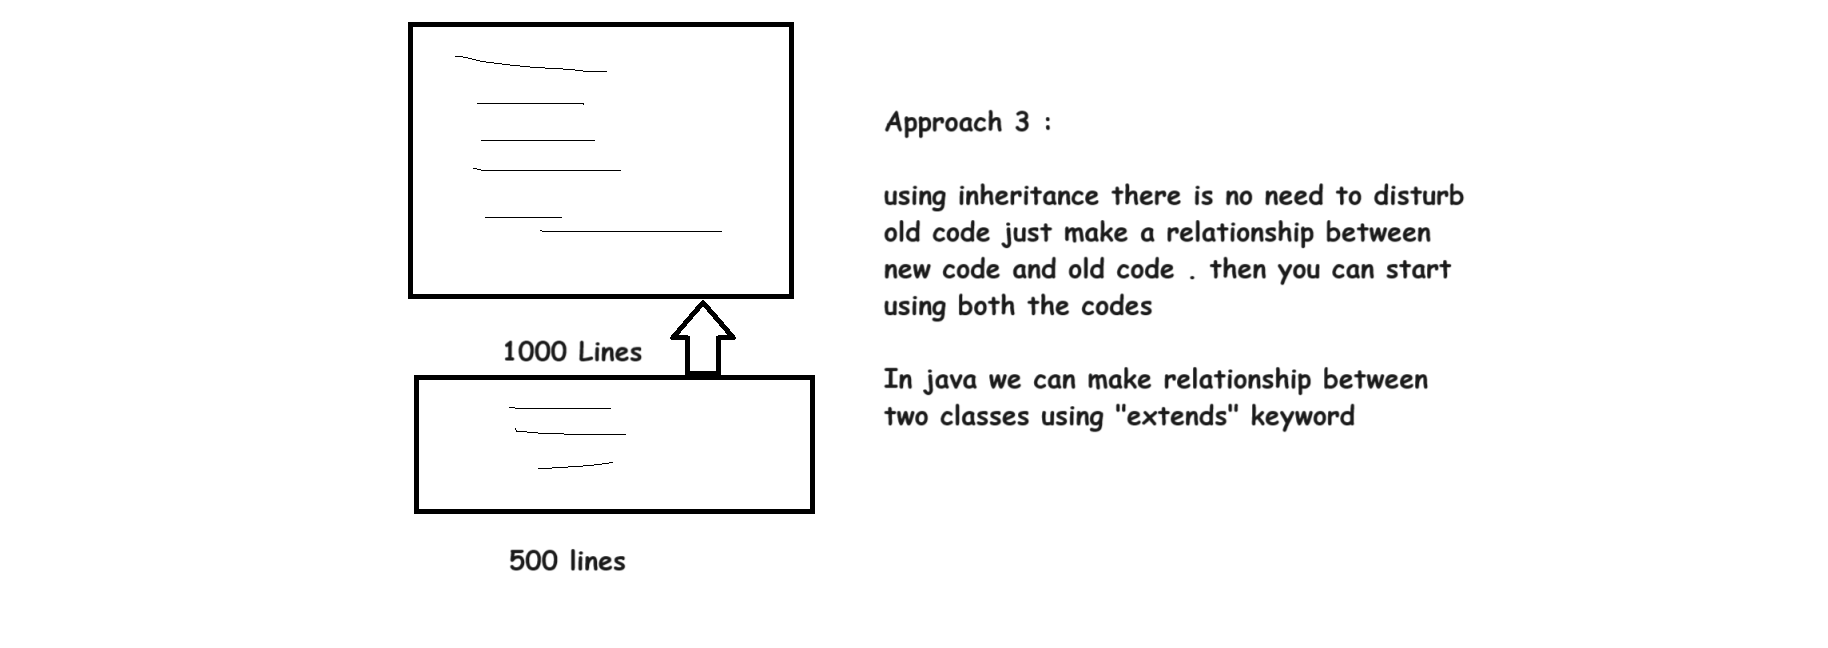 1000 Lines
500 lines
Approach 3 :
using inheritance there is no need to disturb
old code just make a relationship between
new code and old code . then you can start
using both the codes
In java we can make relationship between
two classes using "extends" keyword